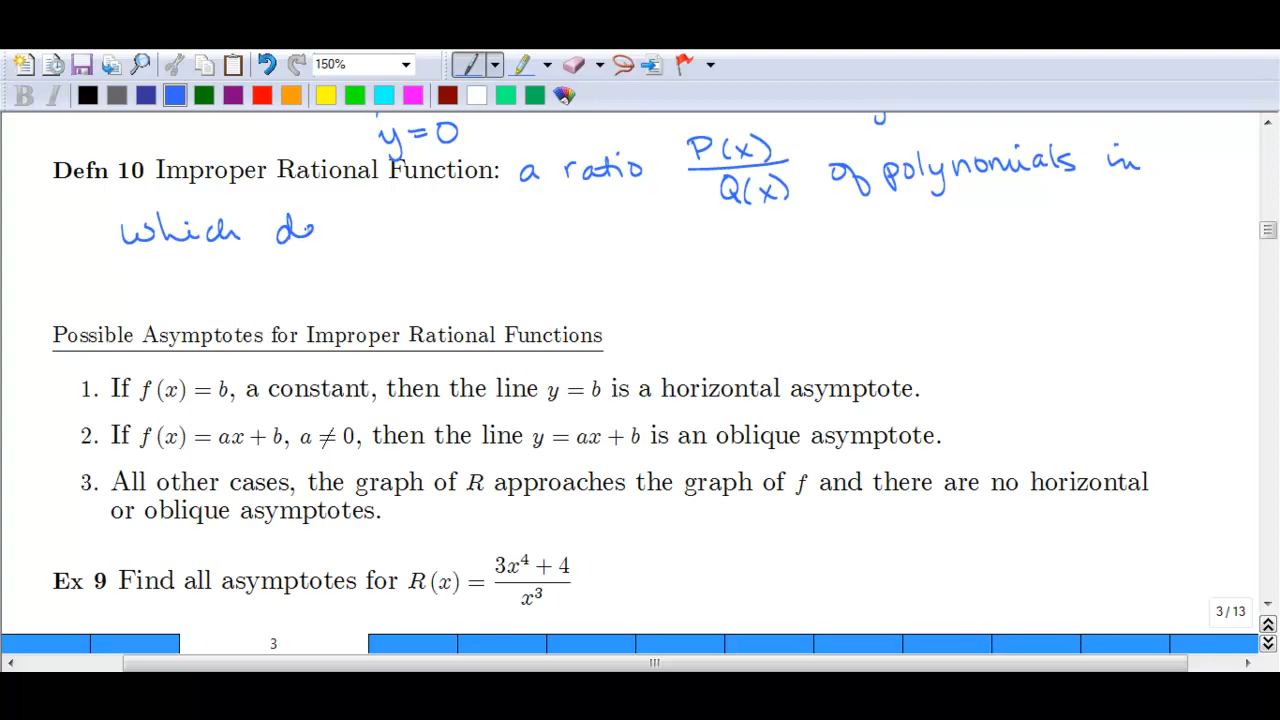 150%
B I
y = 0
Defn 10 Improper Rational Function: a ratio P(x)/Q(x) of polynomials in
which de
Possible Asymptotes for Improper Rational Functions
1. If f(x) = b, a constant, then the line y = b is a horizontal asymptote.
2. If f(x) = ax + b, a ≠ 0, then the line y = ax + b is an oblique asymptote.
3. All other cases, the graph of R approaches the graph of f and there are no horizontal
or oblique asymptotes.
Ex 9 Find all asymptotes for R(x) = (3x⁴ + 4)/x³
3 / 13
3